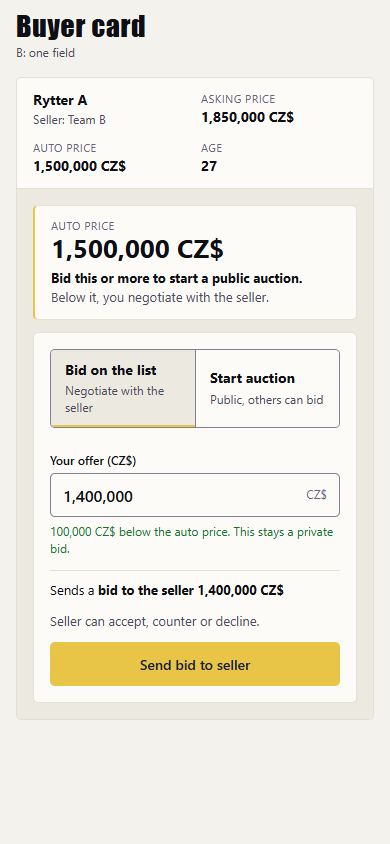 Buyer card
B: one field
Rytter A
Seller: Team B
ASKING PRICE
1,850,000 CZ$
AUTO PRICE
1,500,000 CZ$
AGE
27
AUTO PRICE
1,500,000 CZ$
Bid this or more to start a public auction.
Below it, you negotiate with the seller.
Bid on the list
Negotiate with the
seller
Start auction
Public, others can bid
Your offer (CZ$)
1,400,000
CZ$
100,000 CZ$ below the auto price. This stays a private
bid.
Sends a bid to the seller 1,400,000 CZ$
Seller can accept, counter or decline.
Send bid to seller